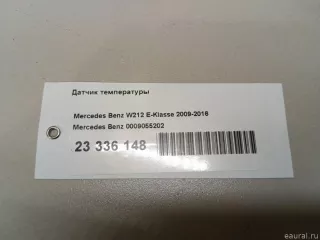 Датчик температуры
Mercedes Benz W212 E-Klasse 2009-2016
Mercedes Benz 0009055202
23 336 148
eaural.ru